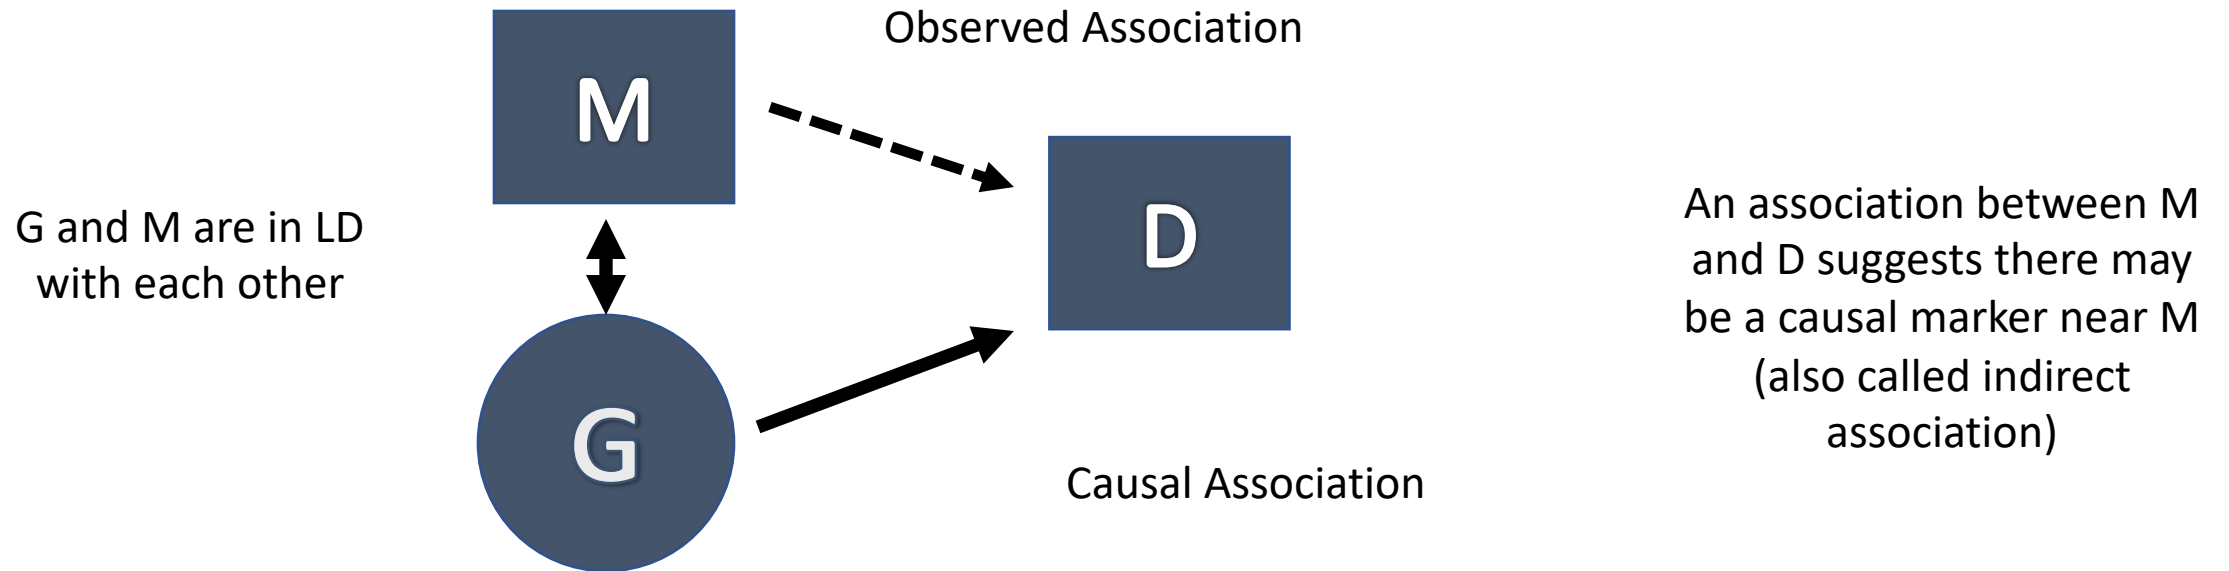 Observed Association
M
D
G and M are in LD
with each other
G
Causal Association
An association between M
and D suggests there may
be a causal marker near M
(also called indirect
association)